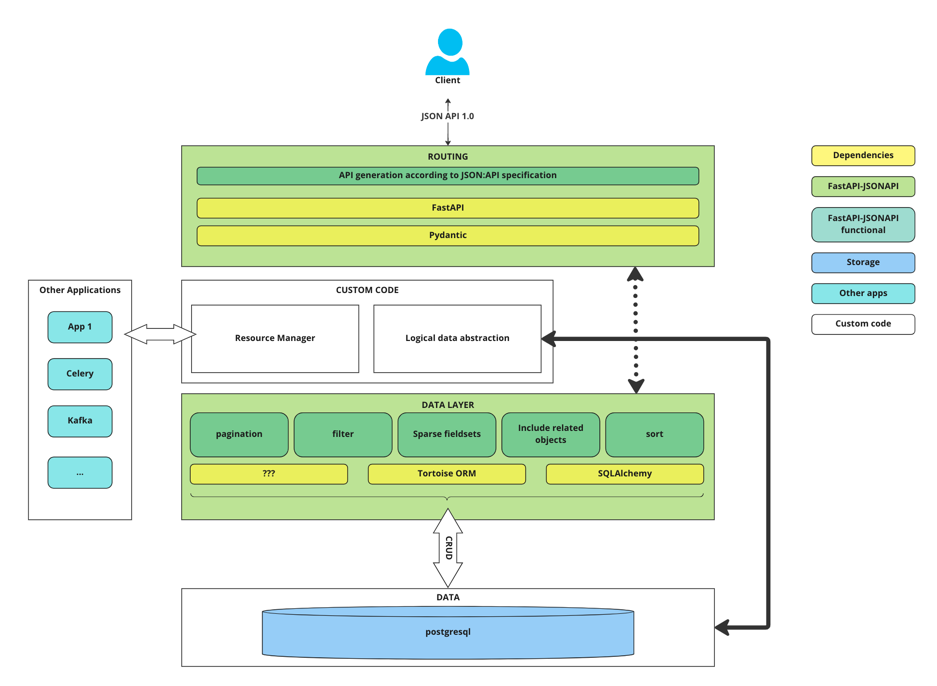 Client
JSON API 1.0
ROUTING
API generation according to JSON:API specification
FastAPI
Pydantic
Dependencies
FastAPI-JSONAPI
FastAPI-JSONAPI
functional
Storage
Other apps
Custom code
Other Applications
App 1
Celery
Kafka
...
CUSTOM CODE
Resource Manager
Logical data abstraction
DATA LAYER
pagination
filter
Sparse fieldsets
Include related
objects
sort
???
Tortoise ORM
SQLAlchemy
CRUD
DATA
postgresql